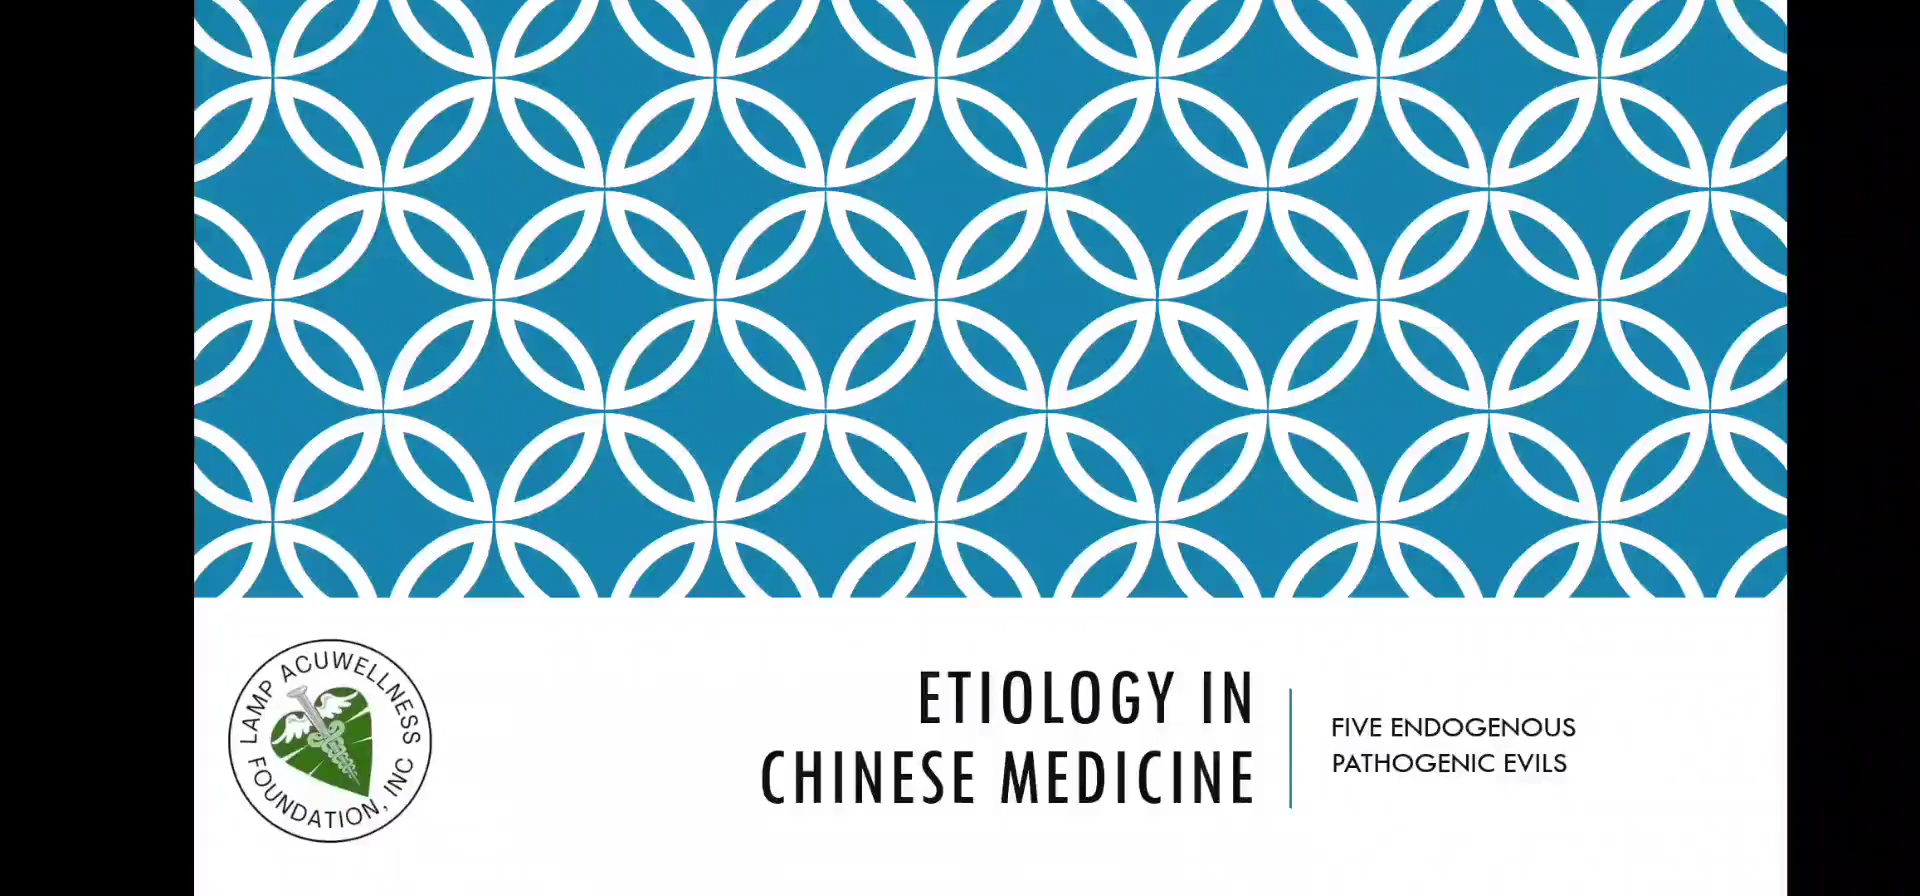 LAMP ACUWELLNESS
FOUNDATION, INC
ETIOLOGY IN
CHINESE MEDICINE
FIVE ENDOGENOUS
PATHOGENIC EVILS